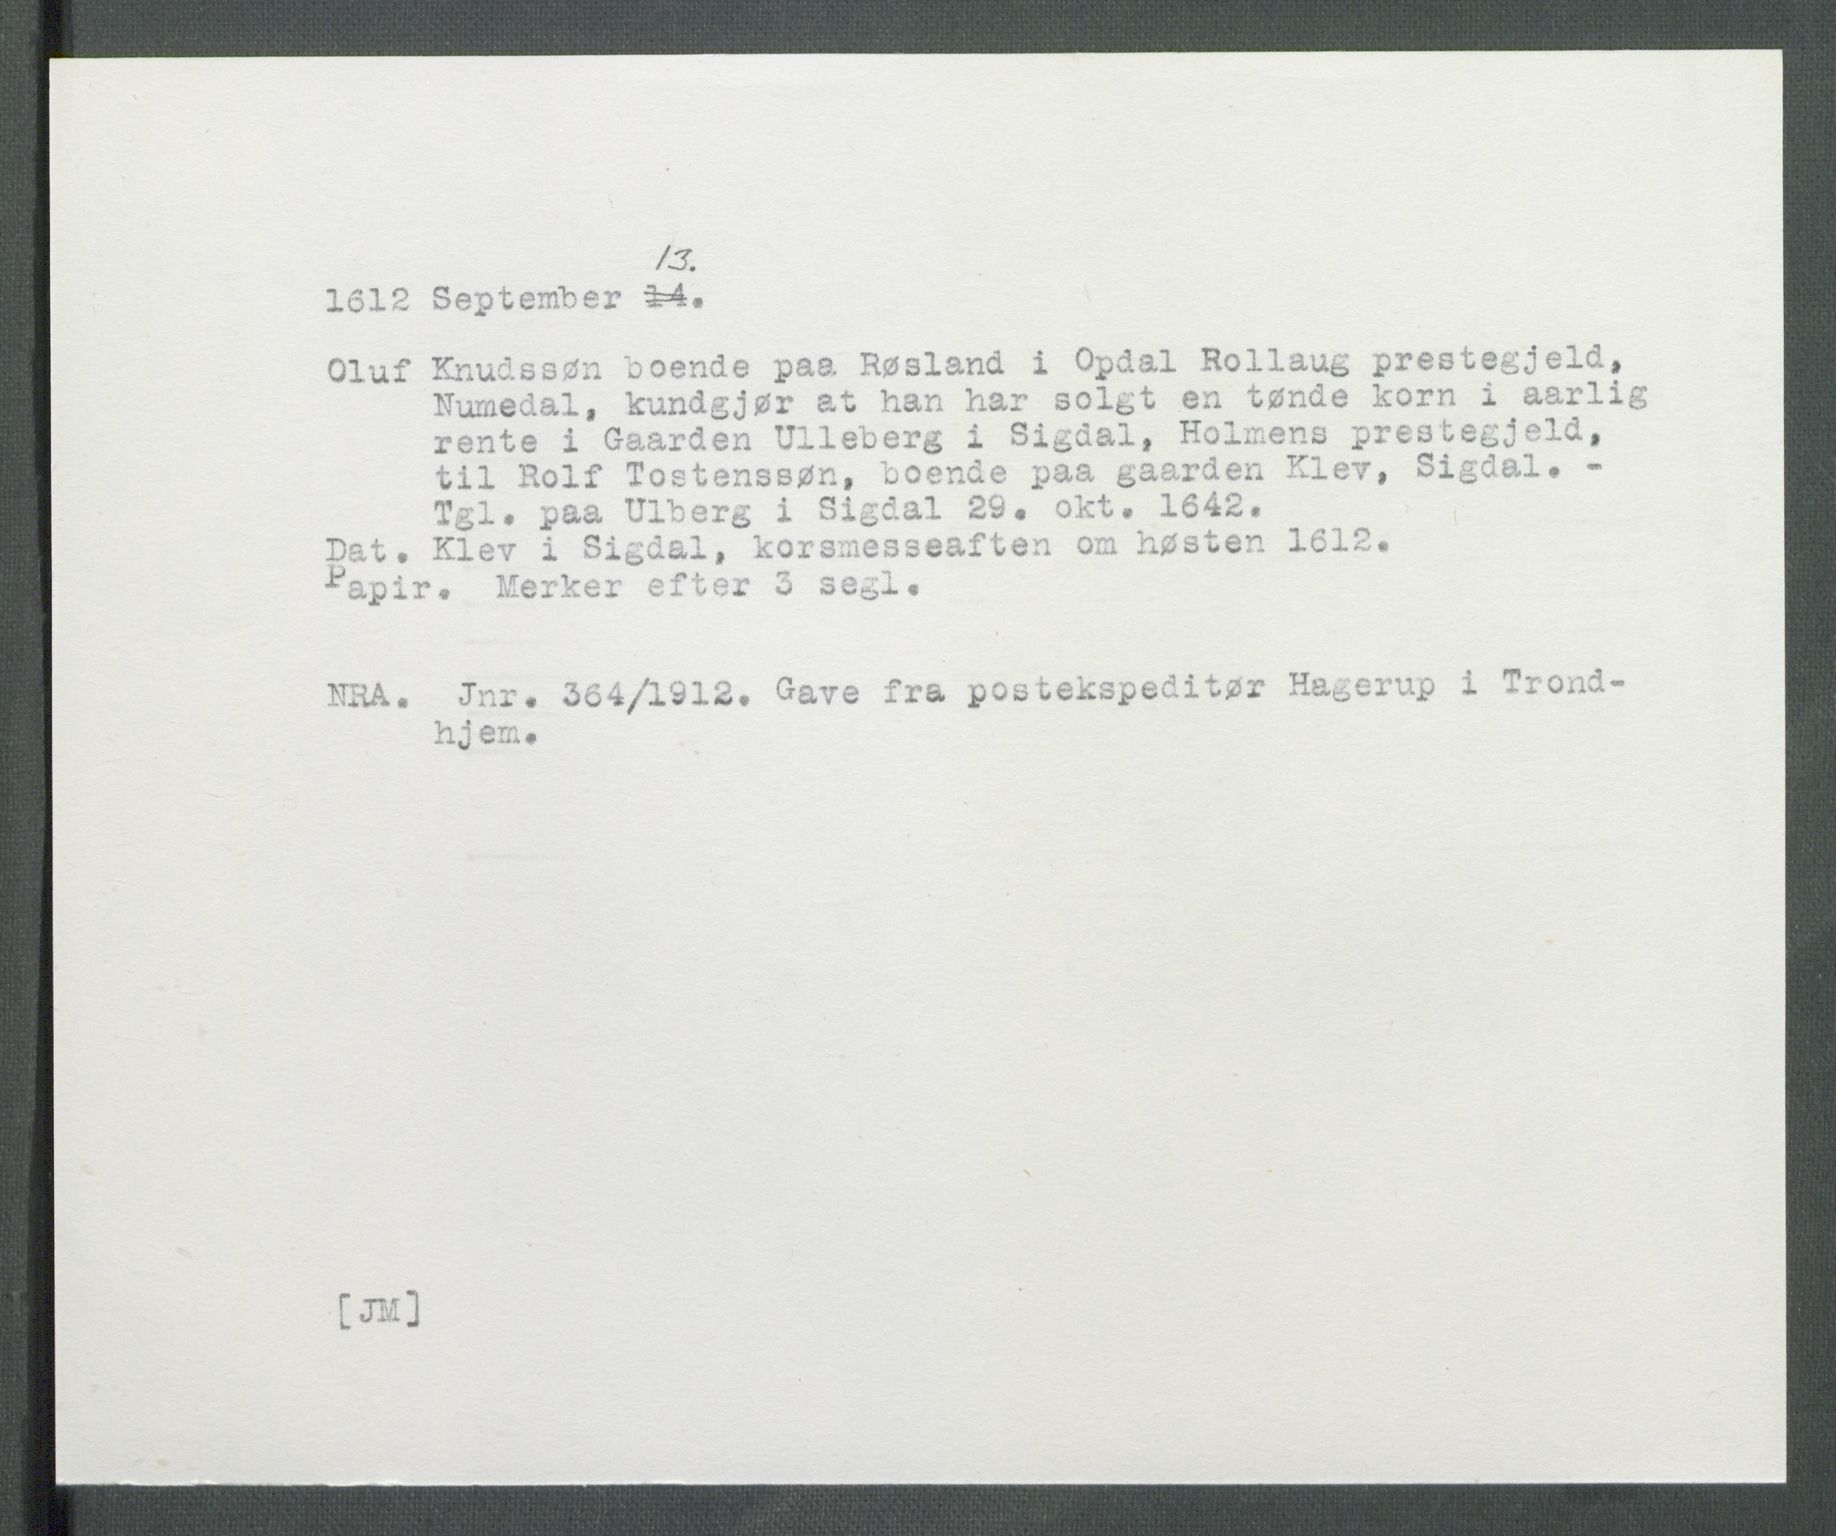 13.
1612 September 14.
Oluf Knudssøn boende paa Røsland i Opdal Rollaug prestegjeld,
Numedal, kundgjør at han har solgt en tønde korn i aarlig
rente i Gaarden Ulleberg i Sigdal, Holmens prestegjeld,
til Rolf Tostenssøn, boende paa gaarden Klev, Sigdal. -
Tgl. paa Ulberg i Sigdal 29. okt. 1642.
Dat. Klev i Sigdal, korsmesseaften om høsten 1612.
Papir. Merker efter 3 segl.
NRA. Jnr. 364/1912. Gave fra postekspeditør Hagerup i Trond-
hjem.
[JM]